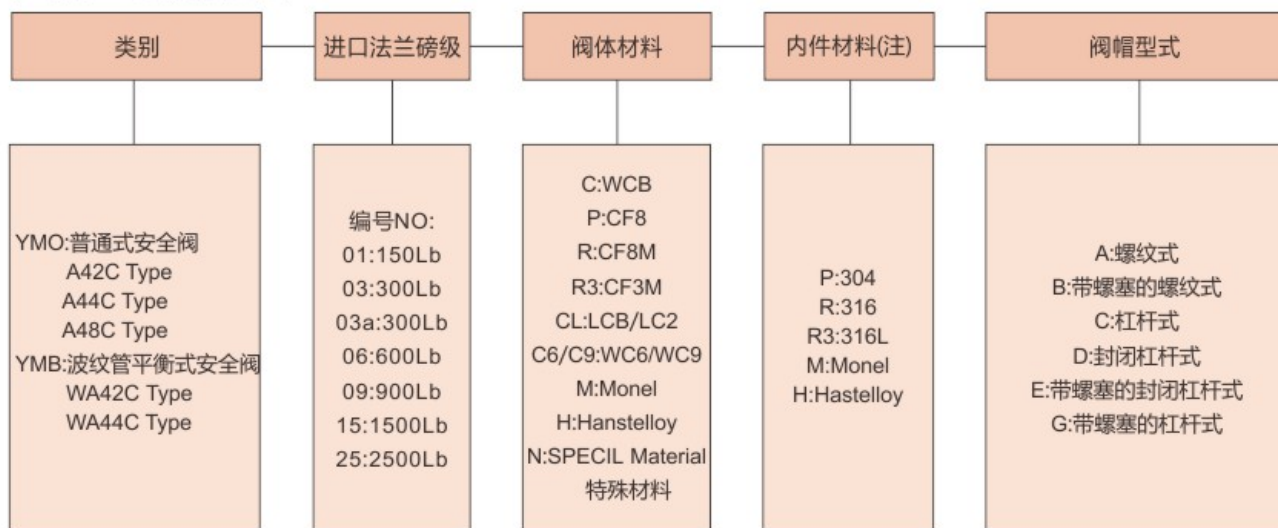 类别
进口法兰磅级
阀体材料
内件材料(注)
阀帽型式
YMO:普通式安全阀
A42C Type
A44C Type
A48C Type
YMB:波纹管平衡式安全阀
WA42C Type
WA44C Type
编号NO:
01:150Lb
03:300Lb
03a:300Lb
06:600Lb
09:900Lb
15:1500Lb
25:2500Lb
C:WCB
P:CF8
R:CF8M
R3:CF3M
CL:LCB/LC2
C6/C9:WC6/WC9
M:Monel
H:Hanstelloy
N:SPECIL Material
特殊材料
P:304
R:316
R3:316L
M:Monel
H:Hastelloy
A:螺纹式
B:带螺塞的螺纹式
C:杠杆式
D:封闭杠杆式
E:带螺塞的封闭杠杆式
G:带螺塞的杠杆式